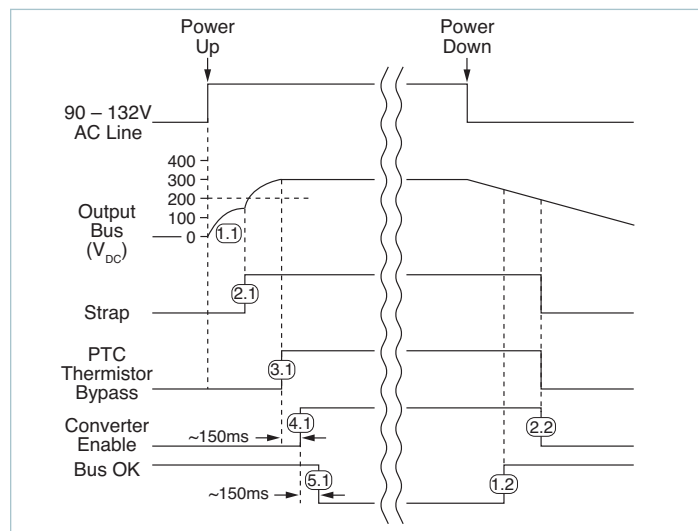 Power
Up
Power
Down
90 – 132V
AC Line
400
300
200
100
0
Output
Bus
(VDC)
1.1
2.1
Strap
PTC
Thermistor
Bypass
3.1
Converter
Enable
4.1
2.2
~150ms
Bus OK
5.1
1.2
~150ms